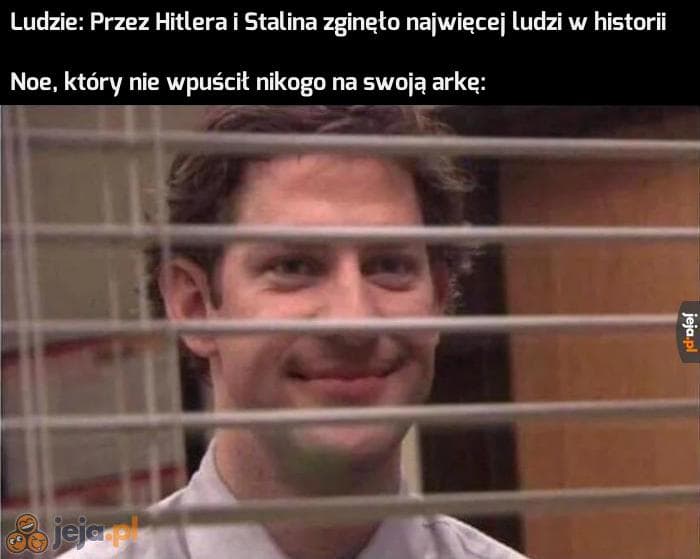 Ludzie: Przez Hitlera i Stalina zginęło najwięcej ludzi w historii
Noe, który nie wpuścił nikogo na swoją arkę:
jeja.pl
jeja.pl